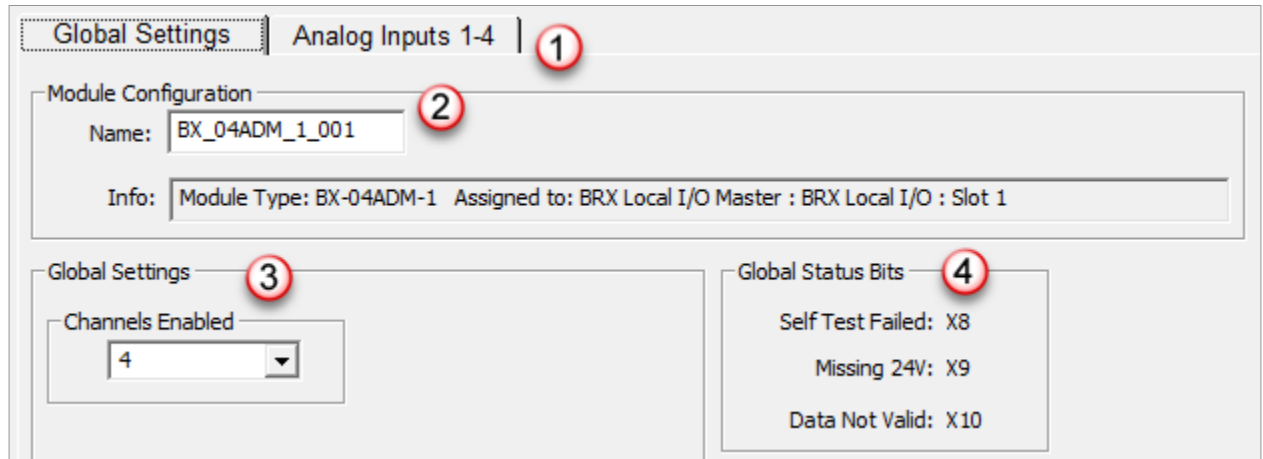 Global Settings Analog Inputs 1-4 1
Module Configuration 2
Name: BX_04ADM_1_001
Info: Module Type: BX-04ADM-1 Assigned to: BRX Local I/O Master : BRX Local I/O : Slot 1
Global Settings 3
Channels Enabled
4
Global Status Bits 4
Self Test Failed: X8
Missing 24V: X9
Data Not Valid: X10